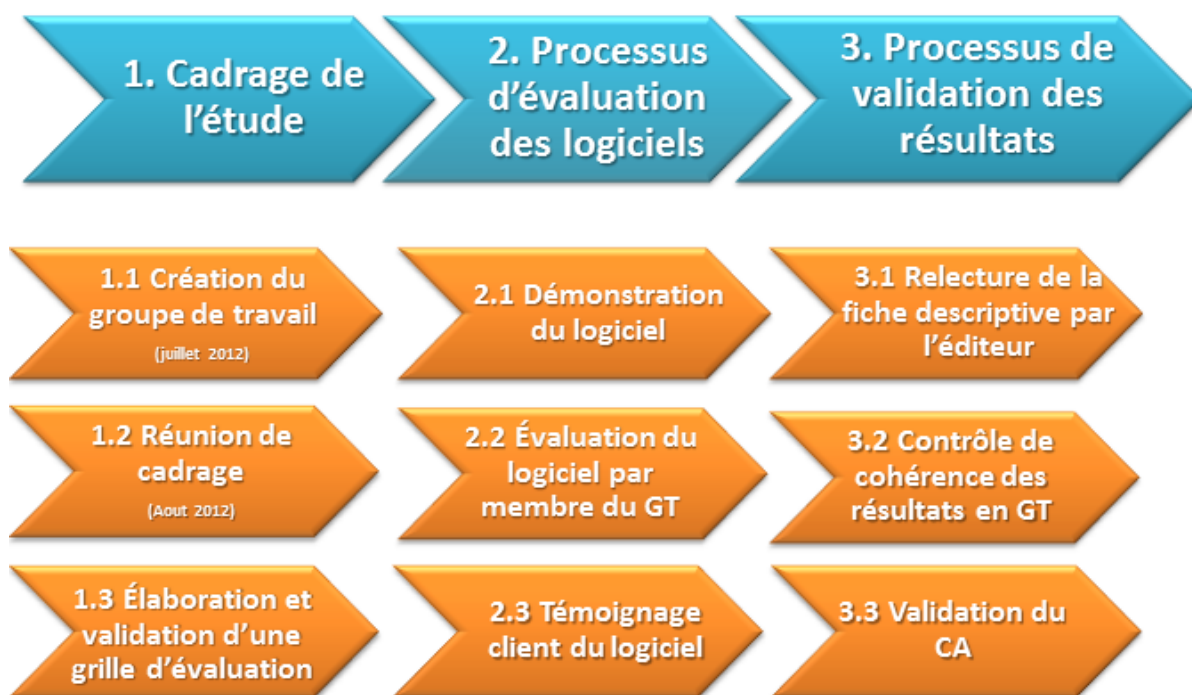 1. Cadrage de
l’étude
2. Processus
d’évaluation
des logiciels
3. Processus de
validation des
résultats
1.1 Création du
groupe de travail
(juillet 2012)
2.1 Démonstration
du logiciel
3.1 Relecture de la
fiche descriptive par
l’éditeur
1.2 Réunion de
cadrage
(Aout 2012)
2.2 Évaluation du
logiciel par
membre du GT
3.2 Contrôle de
cohérence des
résultats en GT
1.3 Élaboration et
validation d’une
grille d’évaluation
2.3 Témoignage
client du logiciel
3.3 Validation du
CA